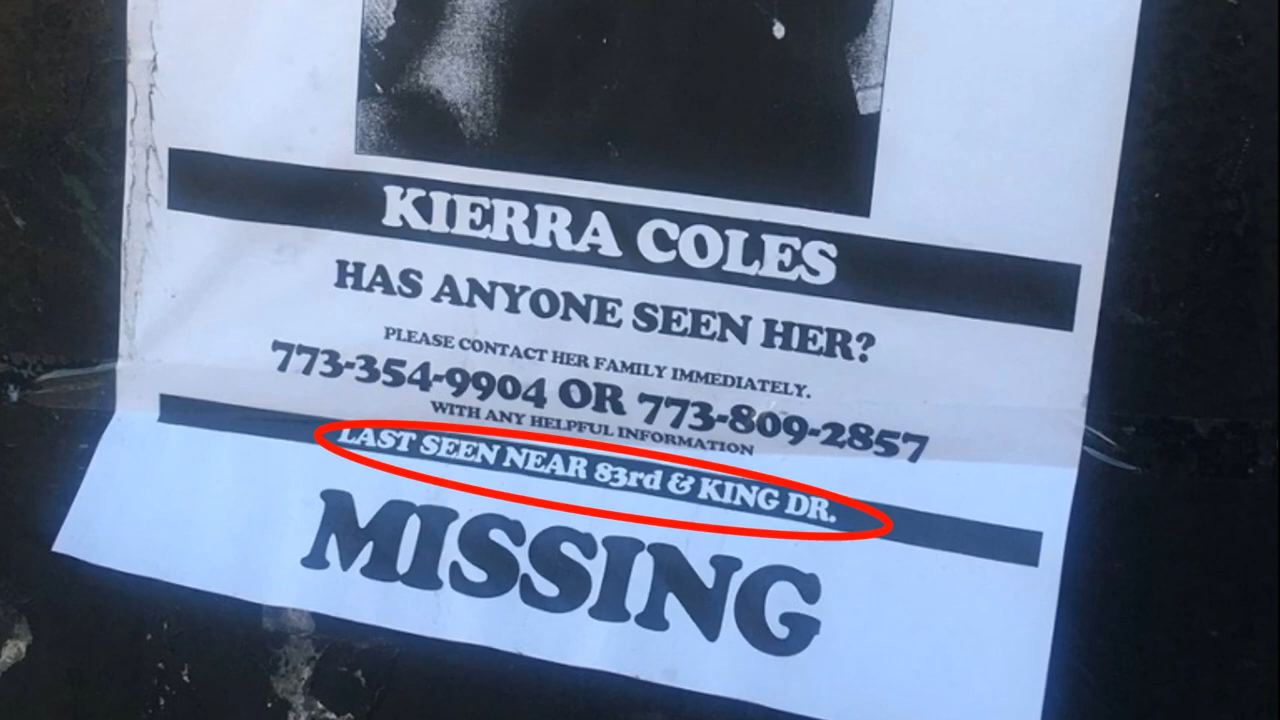 KIERRA COLES
HAS ANYONE SEEN HER?
PLEASE CONTACT HER FAMILY IMMEDIATELY.
773-354-9904 OR 773-809-2857
WITH ANY HELPFUL INFORMATION
LAST SEEN NEAR 83rd & KING DR.
MISSING